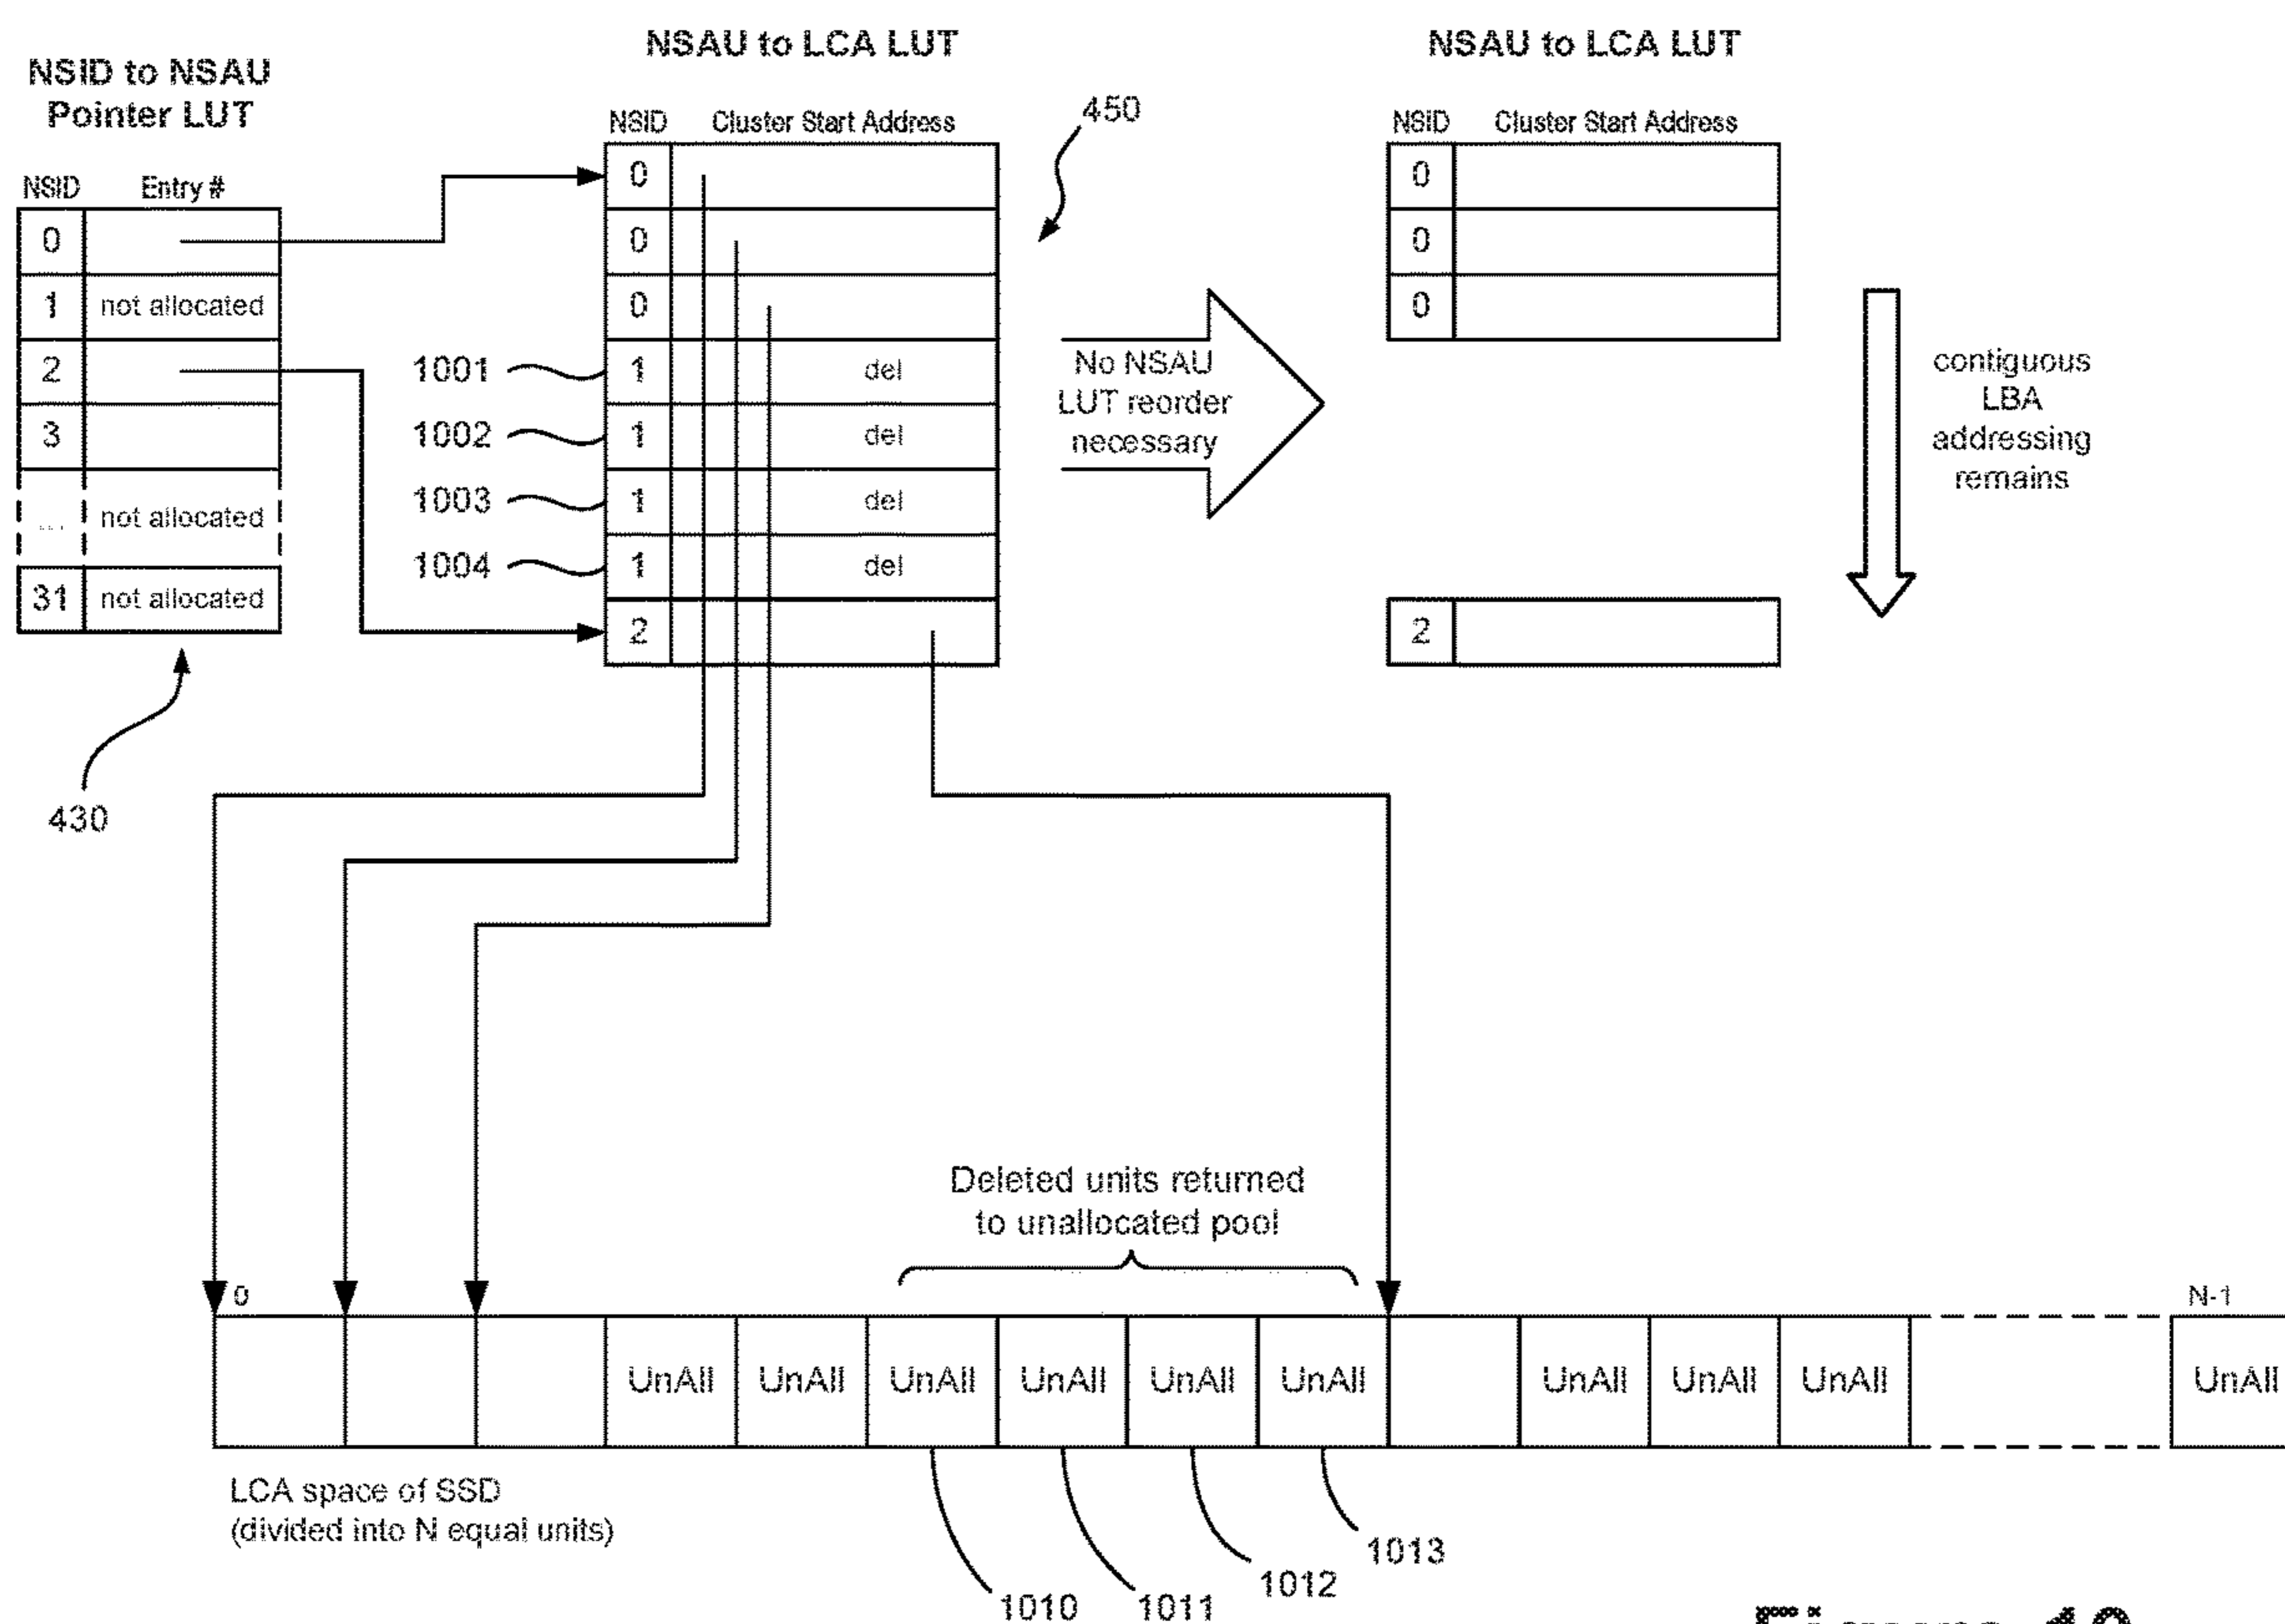 NSID to NSAU
Pointer LUT
NSID Entry #
0
1 not allocated
2
3
... not allocated
31 not allocated
430
NSAU to LCA LUT
NSID Cluster Start Address
450
0
0
0
1001 1 del
1002 1 del
1003 1 del
1004 1 del
2
No NSAU
LUT reorder
necessary
NSAU to LCA LUT
NSID Cluster Start Address
0
0
0
2
contiguous
LBA
addressing
remains
Deleted units returned
to unallocated pool
0
N-1
UnAll UnAll UnAll UnAll UnAll UnAll UnAll UnAll UnAll UnAll
LCA space of SSD
(divided into N equal units)
1010 1011 1012 1013
Figure 10